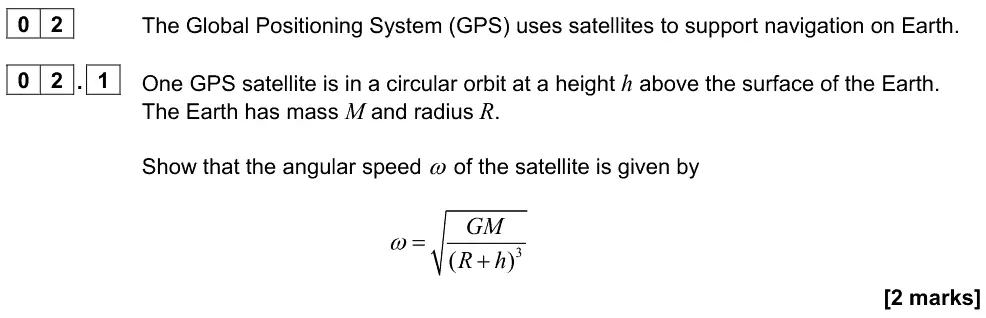 0 2 The Global Positioning System (GPS) uses satellites to support navigation on Earth.
0 2 . 1 One GPS satellite is in a circular orbit at a height h above the surface of the Earth.
The Earth has mass M and radius R.
Show that the angular speed ω of the satellite is given by
ω = √(GM / (R + h)³)
[2 marks]